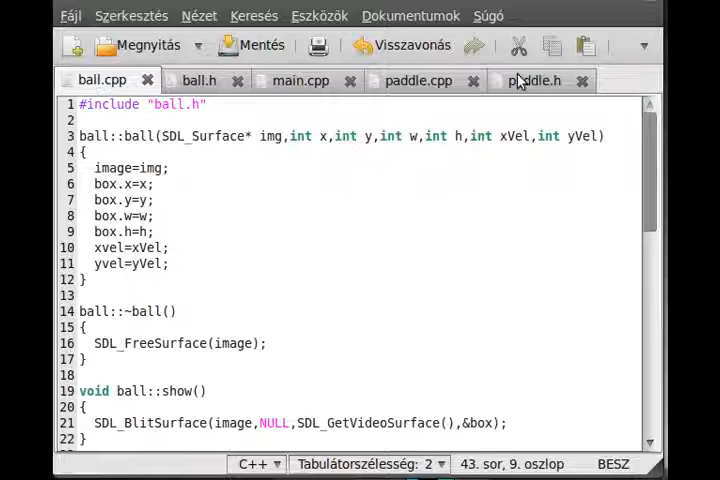 Fájl Szerkesztés Nézet Keresés Eszközök Dokumentumok Súgó
Megnyitás Mentés Visszavonás
ball.cpp ball.h main.cpp paddle.cpp paddle.h
1 #include "ball.h"
2
3 ball::ball(SDL_Surface* img,int x,int y,int w,int h,int xVel,int yVel)
4 {
5 image=img;
6 box.x=x;
7 box.y=y;
8 box.w=w;
9 box.h=h;
10 xvel=xVel;
11 yvel=yVel;
12 }
13
14 ball::~ball()
15 {
16 SDL_FreeSurface(image);
17 }
18
19 void ball::show()
20 {
21 SDL_BlitSurface(image,NULL,SDL_GetVideoSurface(),&box);
22 }
C++ Tabulátorszélesség: 2 43. sor, 9. oszlop BESZ